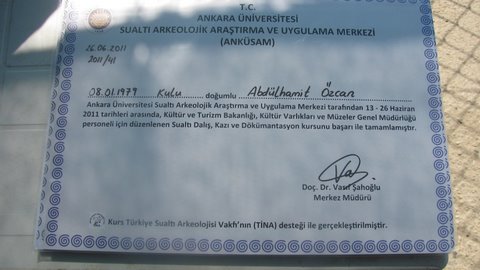 T.C.
ANKARA ÜNİVERSİTESİ
SUALTI ARKEOLOJİK ARAŞTIRMA VE UYGULAMA MERKEZİ
(ANKÜSAM)
26.06.2011
2011/41
08.01.1979 Kulu doğumlu Abdülhamit Özcan
Ankara Üniversitesi Sualtı Arkeolojik Araştırma ve Uygulama Merkezi tarafından 13 - 26 Haziran
2011 tarihleri arasında, Kültür ve Turizm Bakanlığı, Kültür Varlıkları ve Müzeler Genel Müdürlüğü
personeli için düzenlenen Sualtı Dalış, Kazı ve Dökümantasyon kursunu başarı ile tamamlamıştır.
Doç. Dr. Vasıf Şahoğlu
Merkez Müdürü
Kurs Türkiye Sualtı Arkeolojisi Vakfı'nın (TİNA) desteği ile gerçekleştirilmiştir.